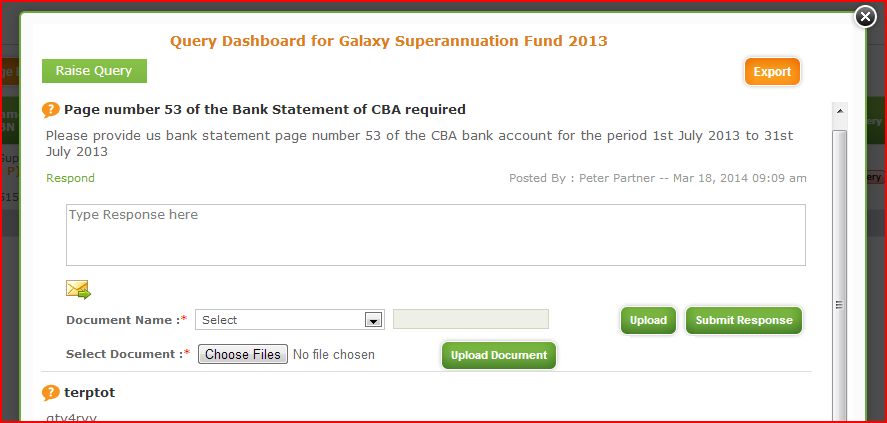 Query Dashboard for Galaxy Superannuation Fund 2013
Raise Query
Export
? Page number 53 of the Bank Statement of CBA required
Please provide us bank statement page number 53 of the CBA bank account for the period 1st July 2013 to 31st
July 2013
Respond
Posted By : Peter Partner -- Mar 18, 2014 09:09 am
Type Response here
Document Name :* Select
Upload
Submit Response
Select Document :* Choose Files No file chosen
Upload Document
? terptot